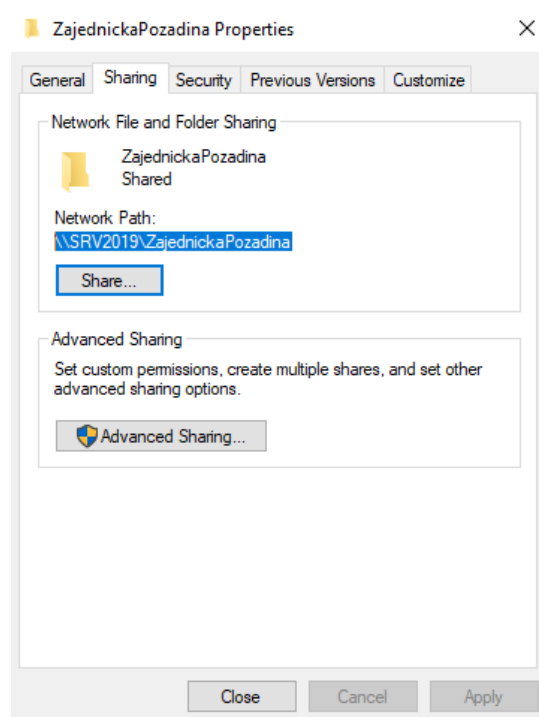 ZajednickaPozadina Properties
General Sharing Security Previous Versions Customize
Network File and Folder Sharing
ZajednickaPozadina
Shared
Network Path:
\\SRV2019\ZajednickaPozadina
Share...
Advanced Sharing
Set custom permissions, create multiple shares, and set other
advanced sharing options.
Advanced Sharing...
Close Cancel Apply